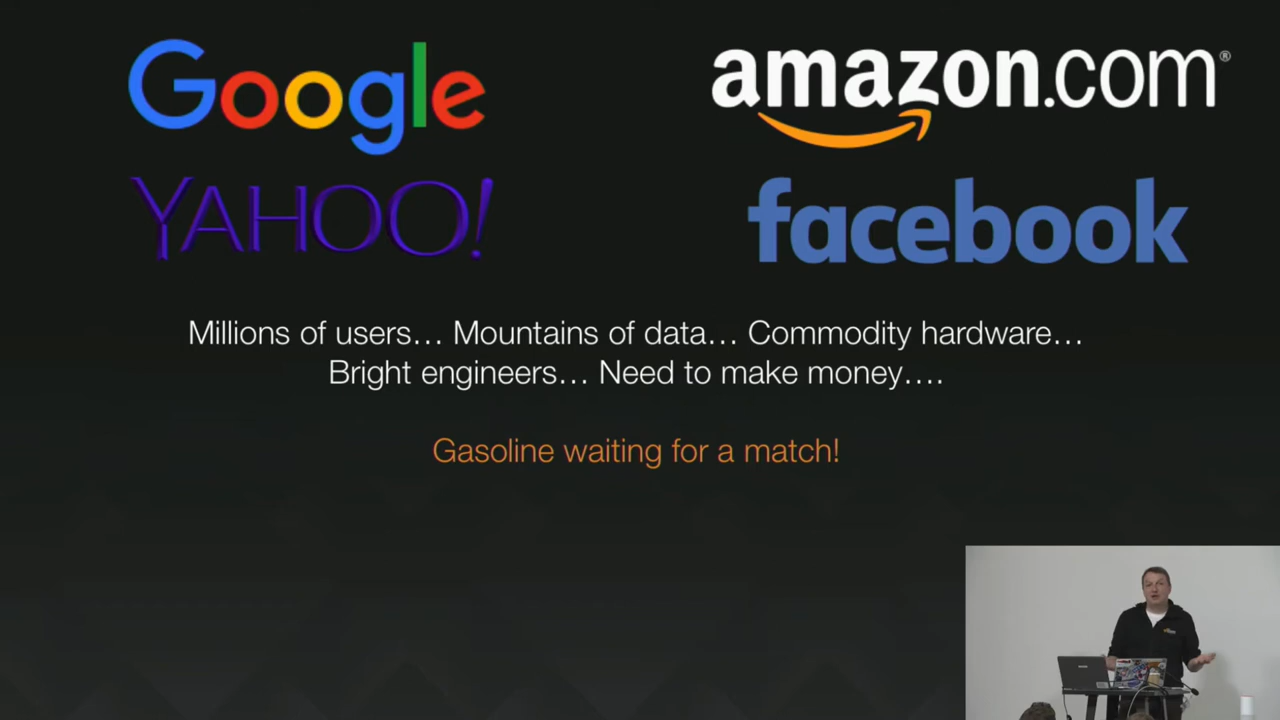 Google
amazon.com®
YAHOO!
facebook
Millions of users… Mountains of data… Commodity hardware…
Bright engineers… Need to make money….
Gasoline waiting for a match!